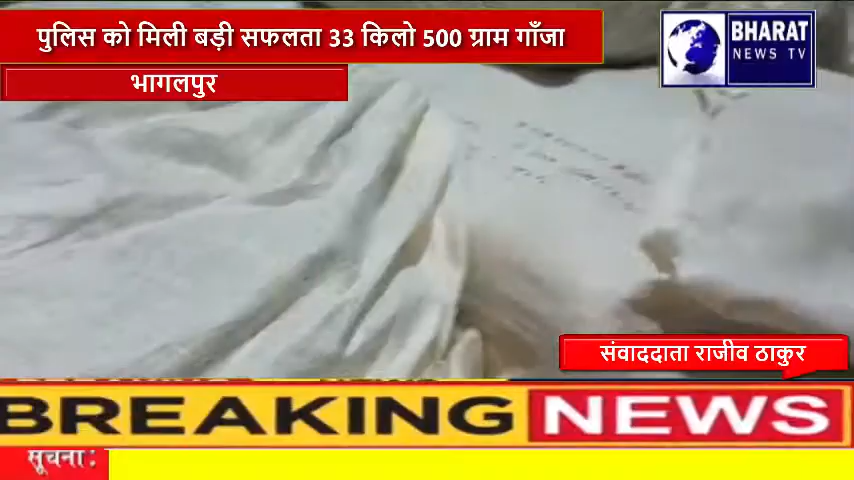 पुलिस को मिली बड़ी सफलता 33 किलो 500 ग्राम गाँजा
BHARAT
NEWS TV
भागलपुर
संवाददाता राजीव ठाकुर
BREAKING NEWS
सूचना: